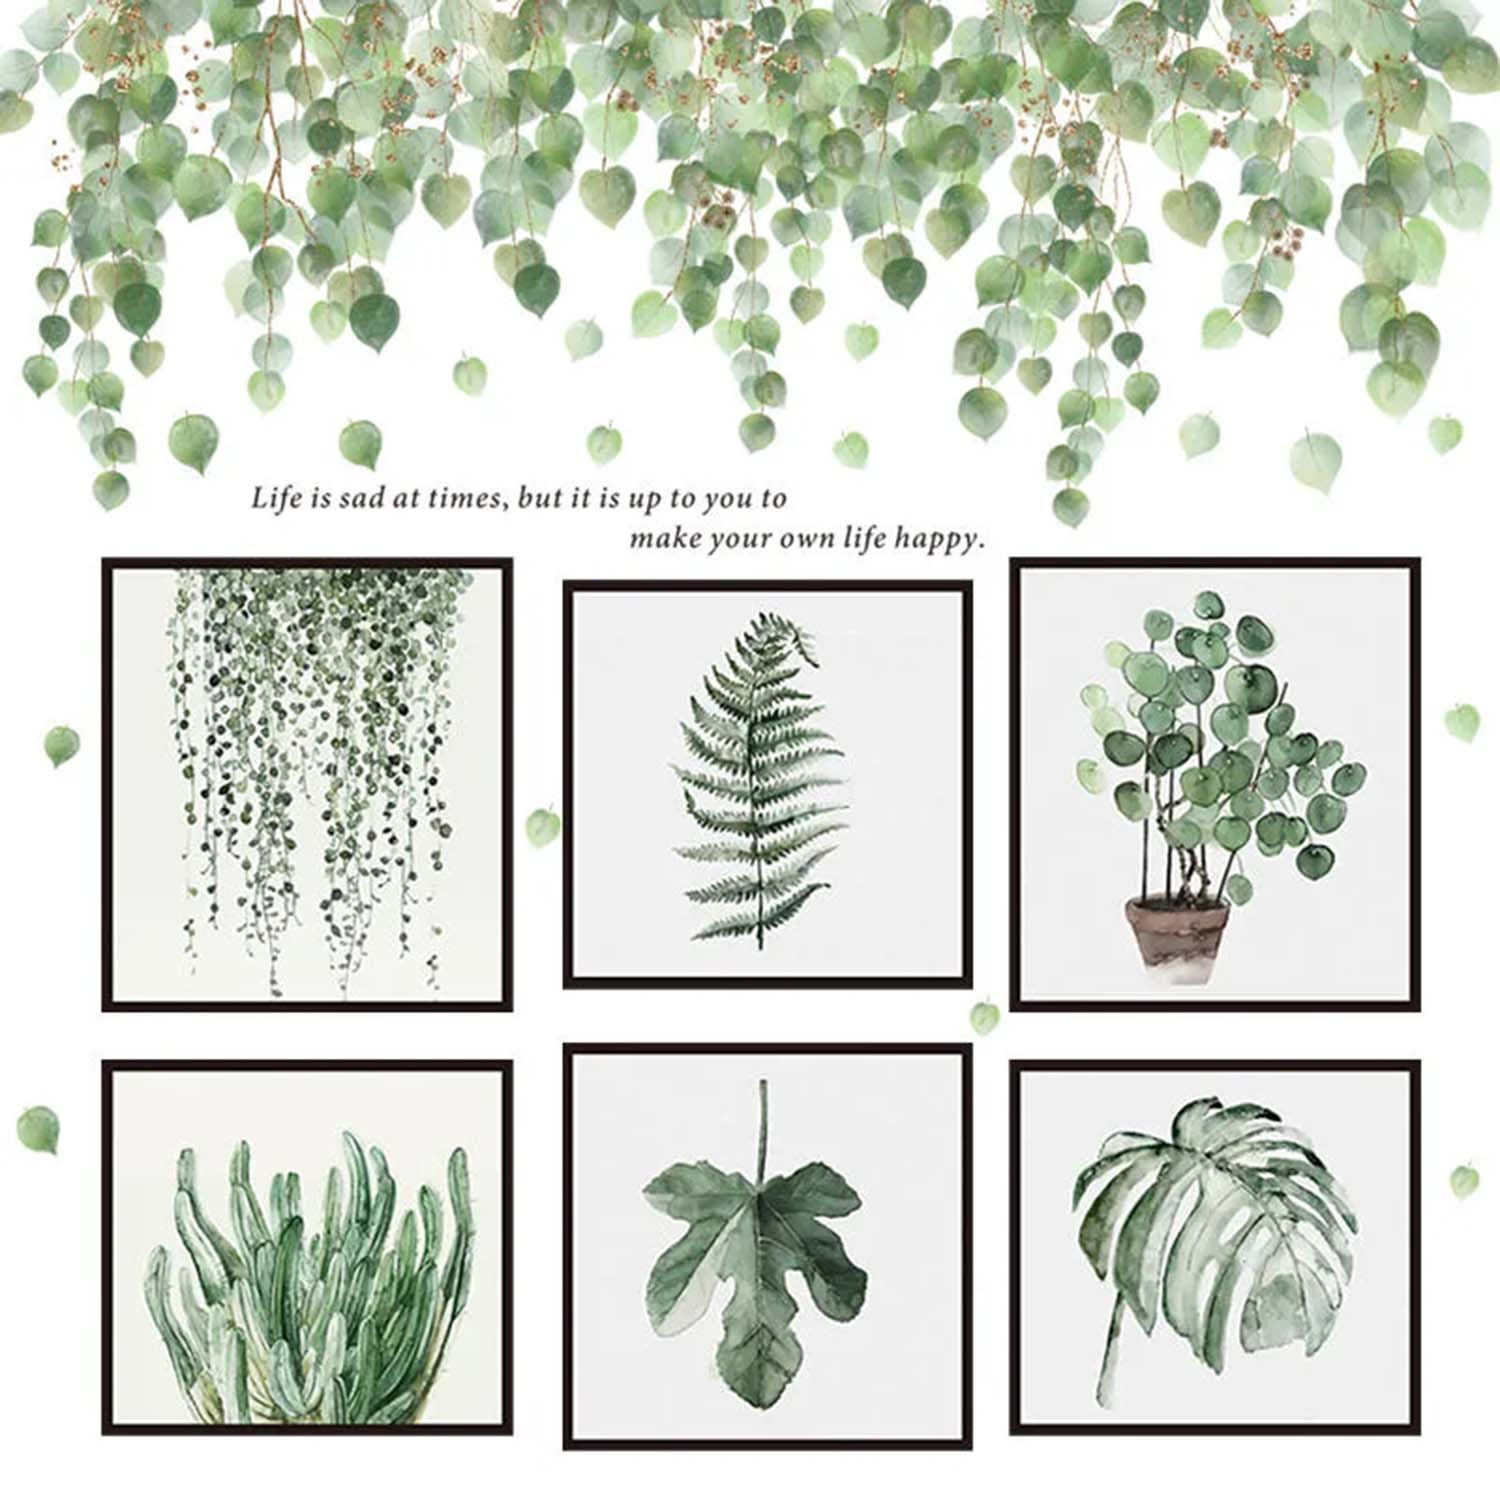 Life is sad at times, but it is up to you to
make your own life happy.